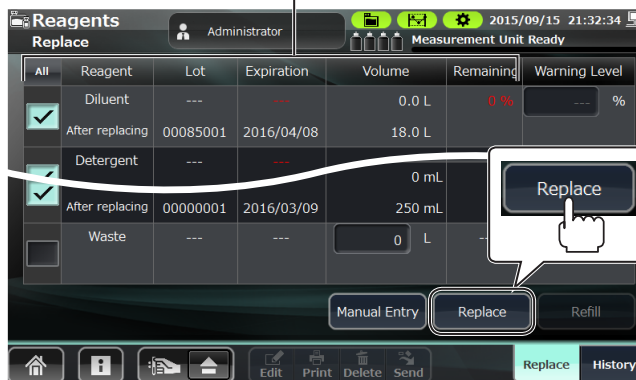 Reagents
Replace
Administrator
2015/09/15 21:32:34
Measurement Unit Ready
All Reagent Lot Expiration Volume Remaining Warning Level
Diluent --- --- 0.0 L 0 % --- %
After replacing 00085001 2016/04/08 18.0 L
Detergent --- ---
0 mL
After replacing 00000001 2016/03/09 250 mL
Waste --- --- 0 L --
Replace
Manual Entry Replace Refill
Edit Print Delete Send Replace History